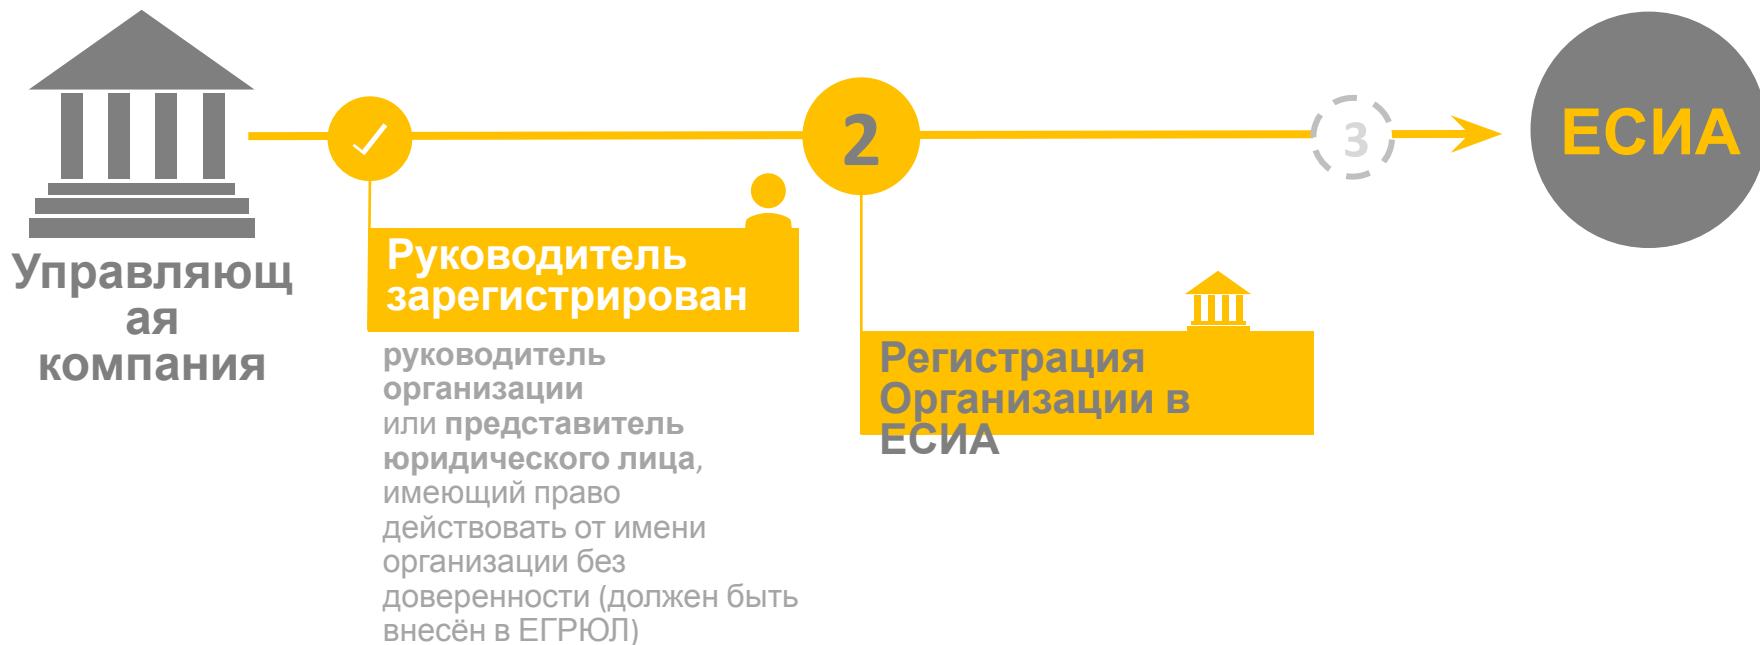 Управляющ
ая
компания
Руководитель
зарегистрирован
руководитель
организации
или представитель
юридического лица,
имеющий право
действовать от имени
организации без
доверенности (должен быть
внесён в ЕГРЮЛ)
2
Регистрация
Организации в
ЕСИА
3
ЕСИА